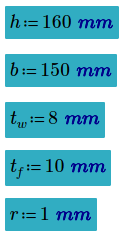 h := 160 mm
b := 150 mm
t_w := 8 mm
t_f := 10 mm
r := 1 mm